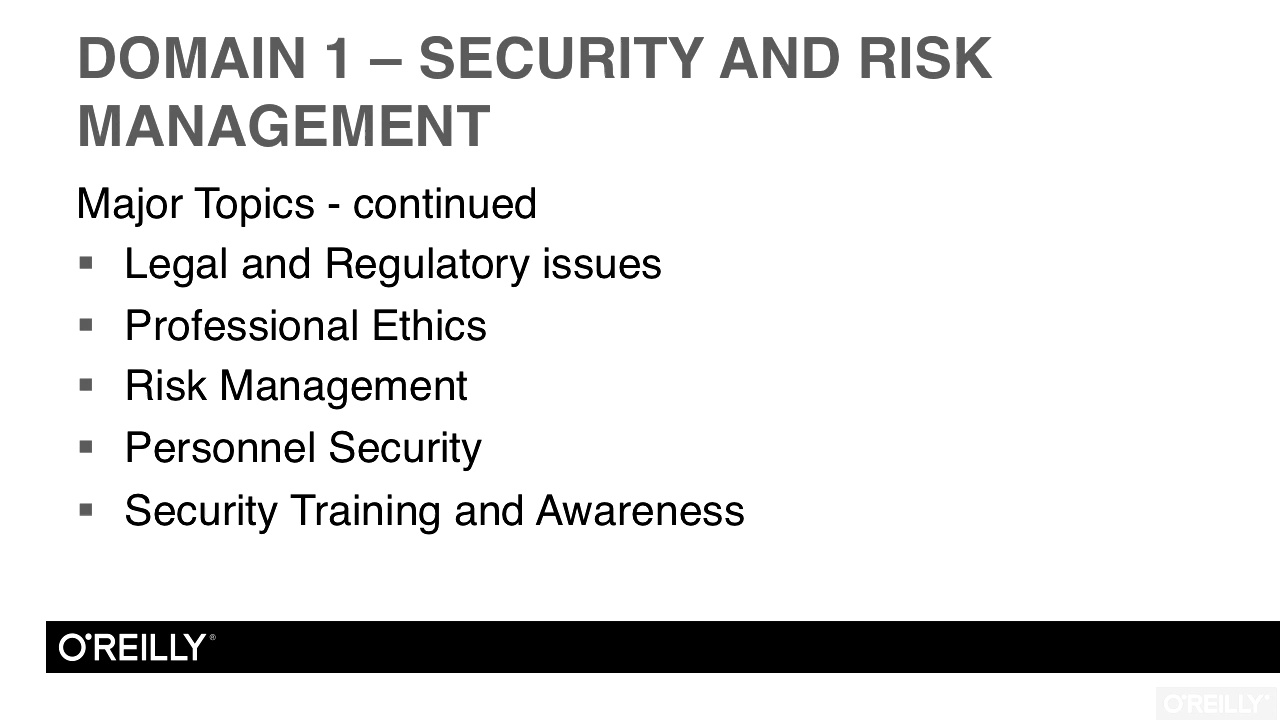 DOMAIN 1 – SECURITY AND RISK
MANAGEMENT
Major Topics - continued
▪ Legal and Regulatory issues
▪ Professional Ethics
▪ Risk Management
▪ Personnel Security
▪ Security Training and Awareness
O'REILLY®
O'REILLY®